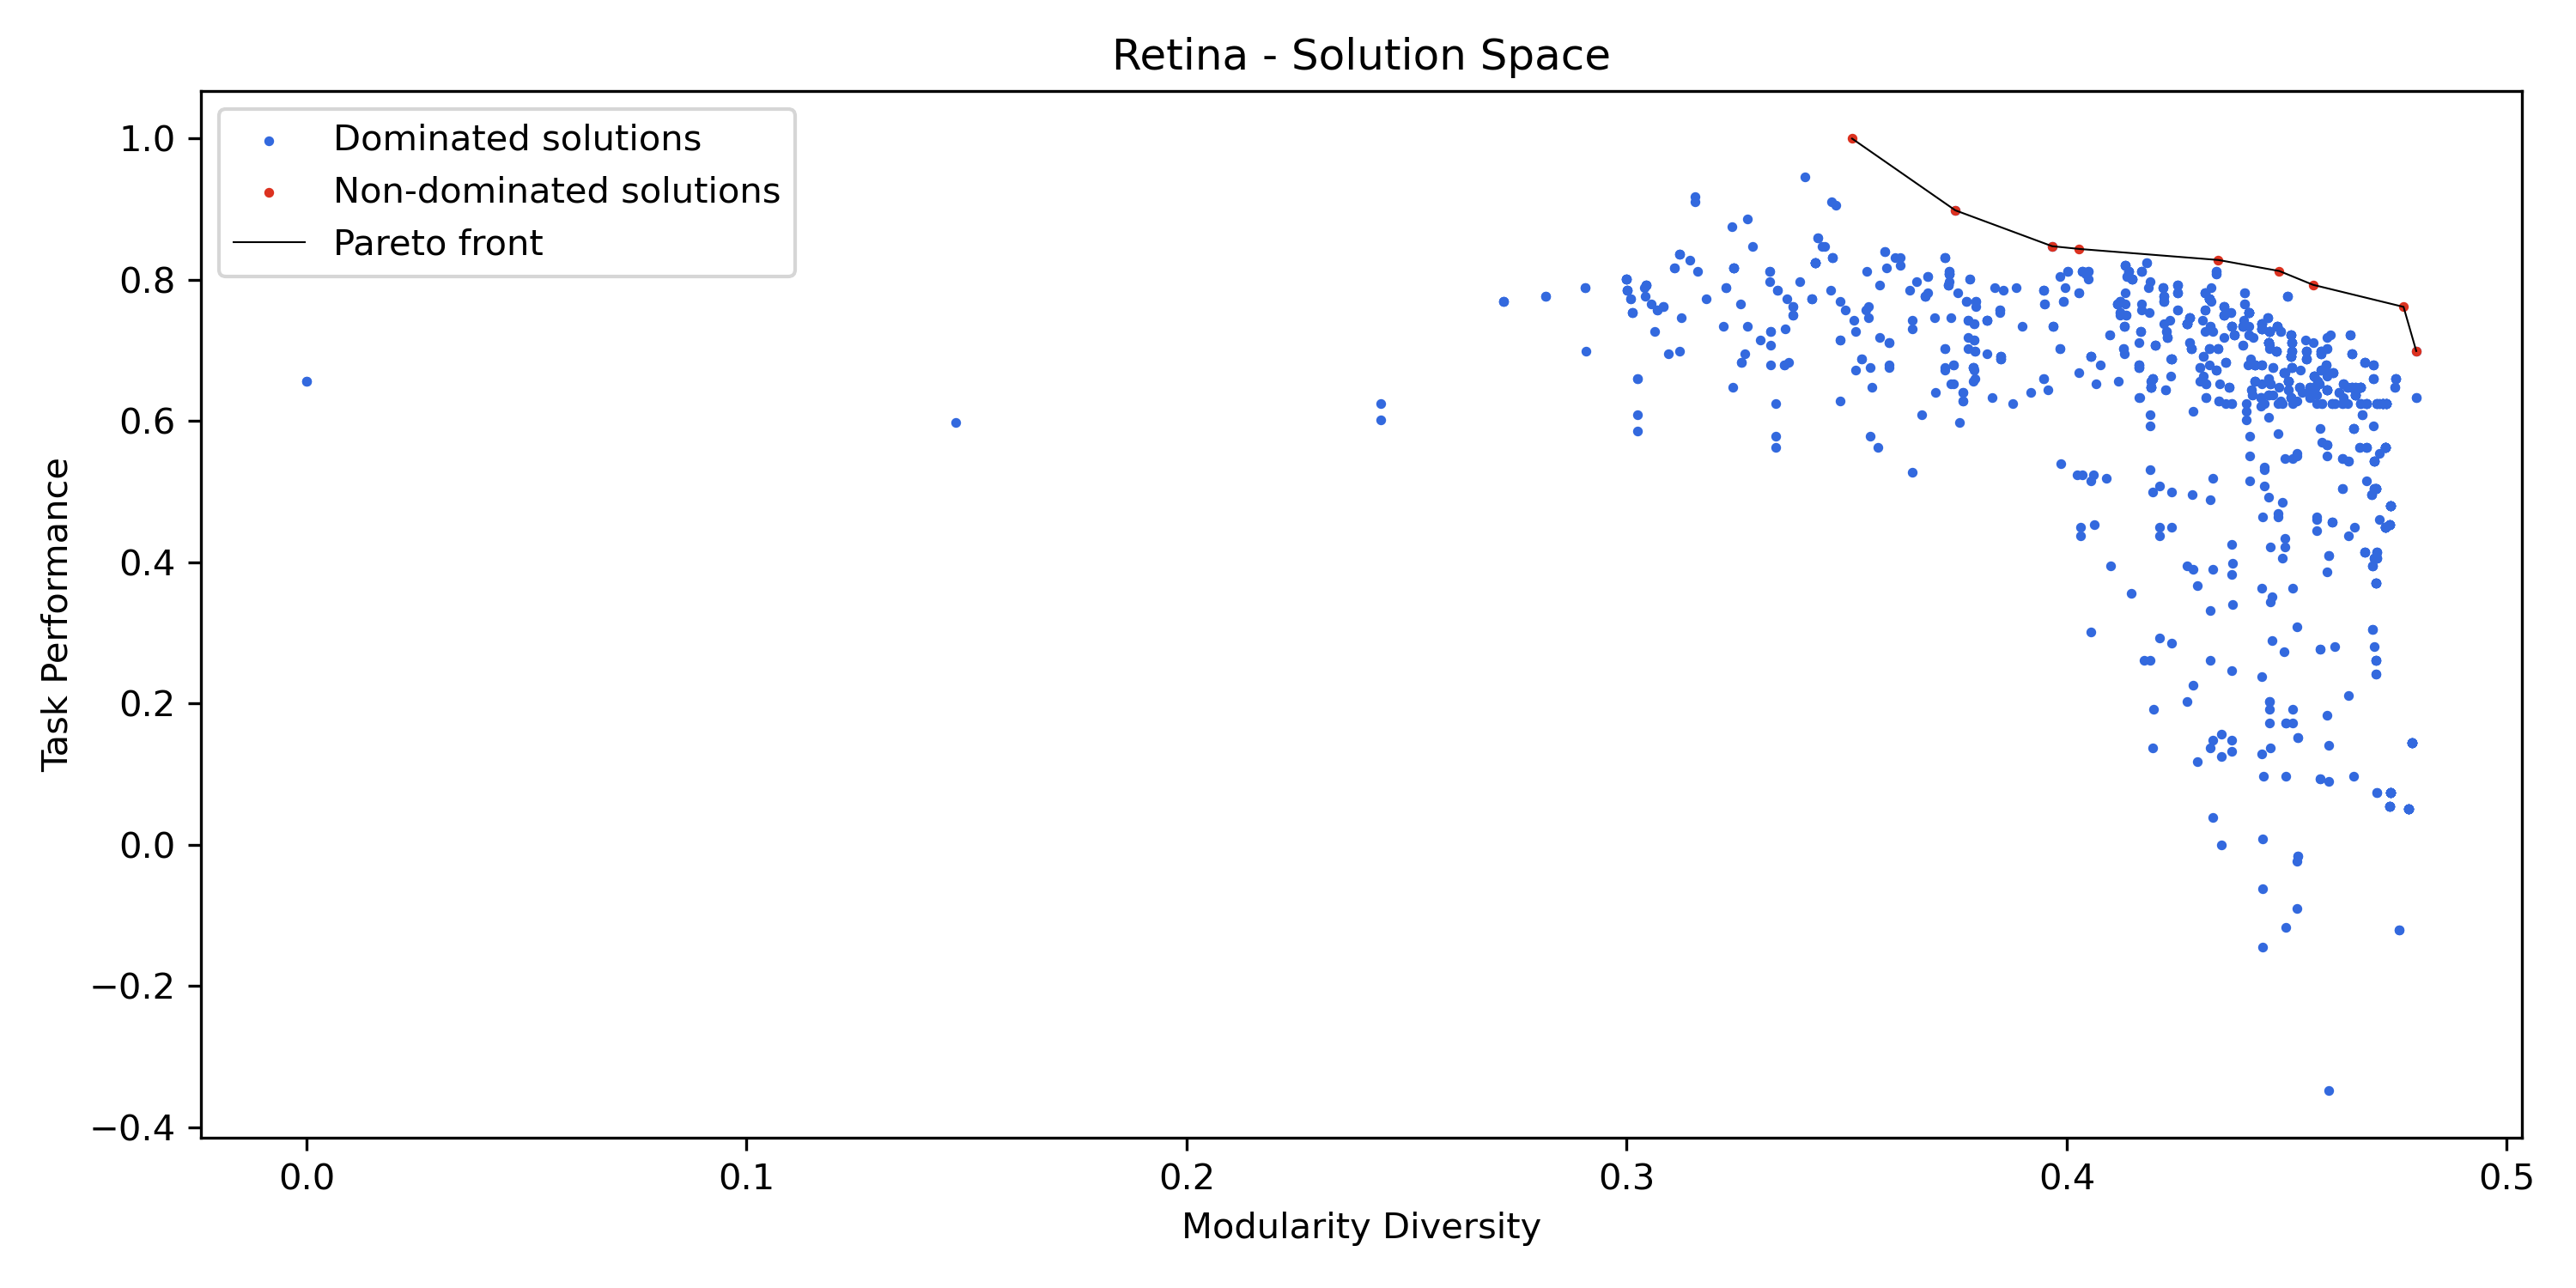 Retina - Solution Space
Dominated solutions
Non-dominated solutions
Pareto front
1.0
0.8
0.6
0.4
0.2
0.0
−0.2
−0.4
Task Performance
0.0 0.1 0.2 0.3 0.4 0.5
Modularity Diversity